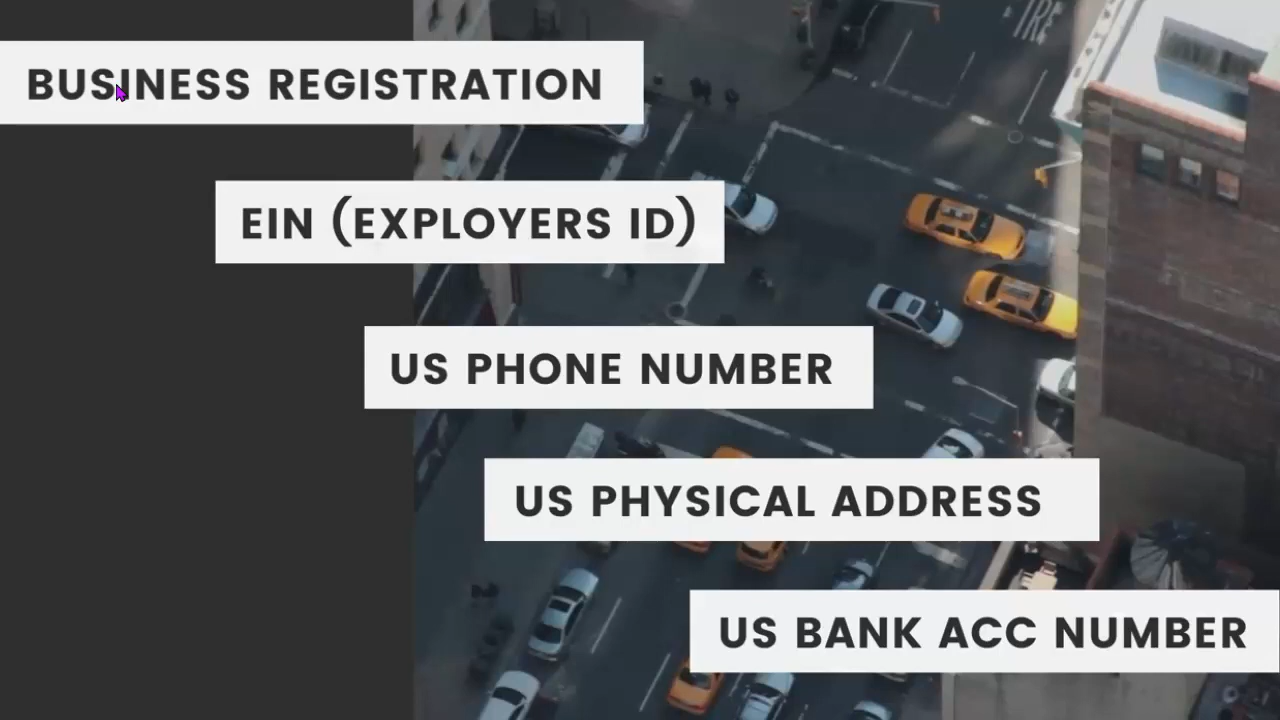 BUSINESS REGISTRATION
EIN (EXPLOYERS ID)
US PHONE NUMBER
US PHYSICAL ADDRESS
US BANK ACC NUMBER